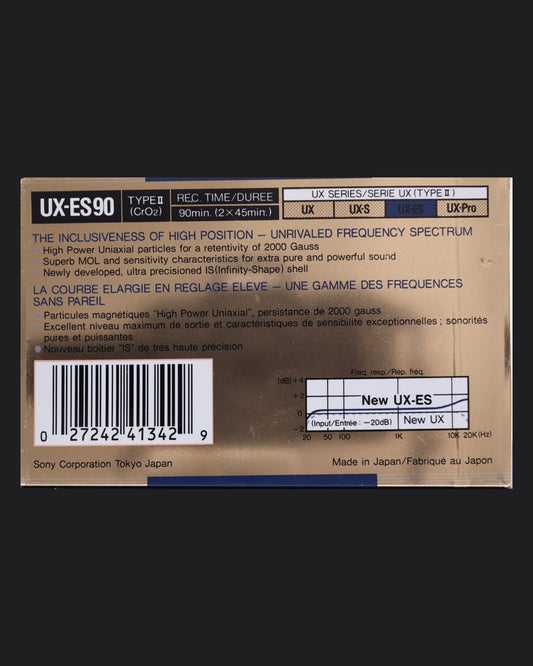 UX-ES90 TYPE II (CrO2) REC. TIME/DUREE 90min. (2×45min.)
UX SERIES/SERIE UX (TYPE II)
UX UX-S UX-ES UX-Pro
THE INCLUSIVENESS OF HIGH POSITION – UNRIVALED FREQUENCY SPECTRUM
High Power Uniaxial particles for a retentivity of 2000 Gauss
Superb MOL and sensitivity characteristics for extra pure and powerful sound
Newly developed, ultra precisioned IS(Infinity-Shape) shell
LA COURBE ELARGIE EN REGLAGE ELEVE – UNE GAMME DES FREQUENCES
SANS PAREIL
Particules magnétiques "High Power Uniaxial", persistance de 2000 gauss
Excellent niveau maximum de sortie et caractéristiques de sensibilité exceptionnelles ; sonorités
pures et puissantes
Nouveau boîtier "IS" de très haute précision
0 27242 41342 9
Freq. resp./Rép. fréq.
(dB) +4
+2
0
−2
New UX-ES
(Input/Entrée : −20dB) New UX
20 50 100 1K 10K 20K(Hz)
Sony Corporation Tokyo Japan
Made in Japan/Fabriqué au Japon